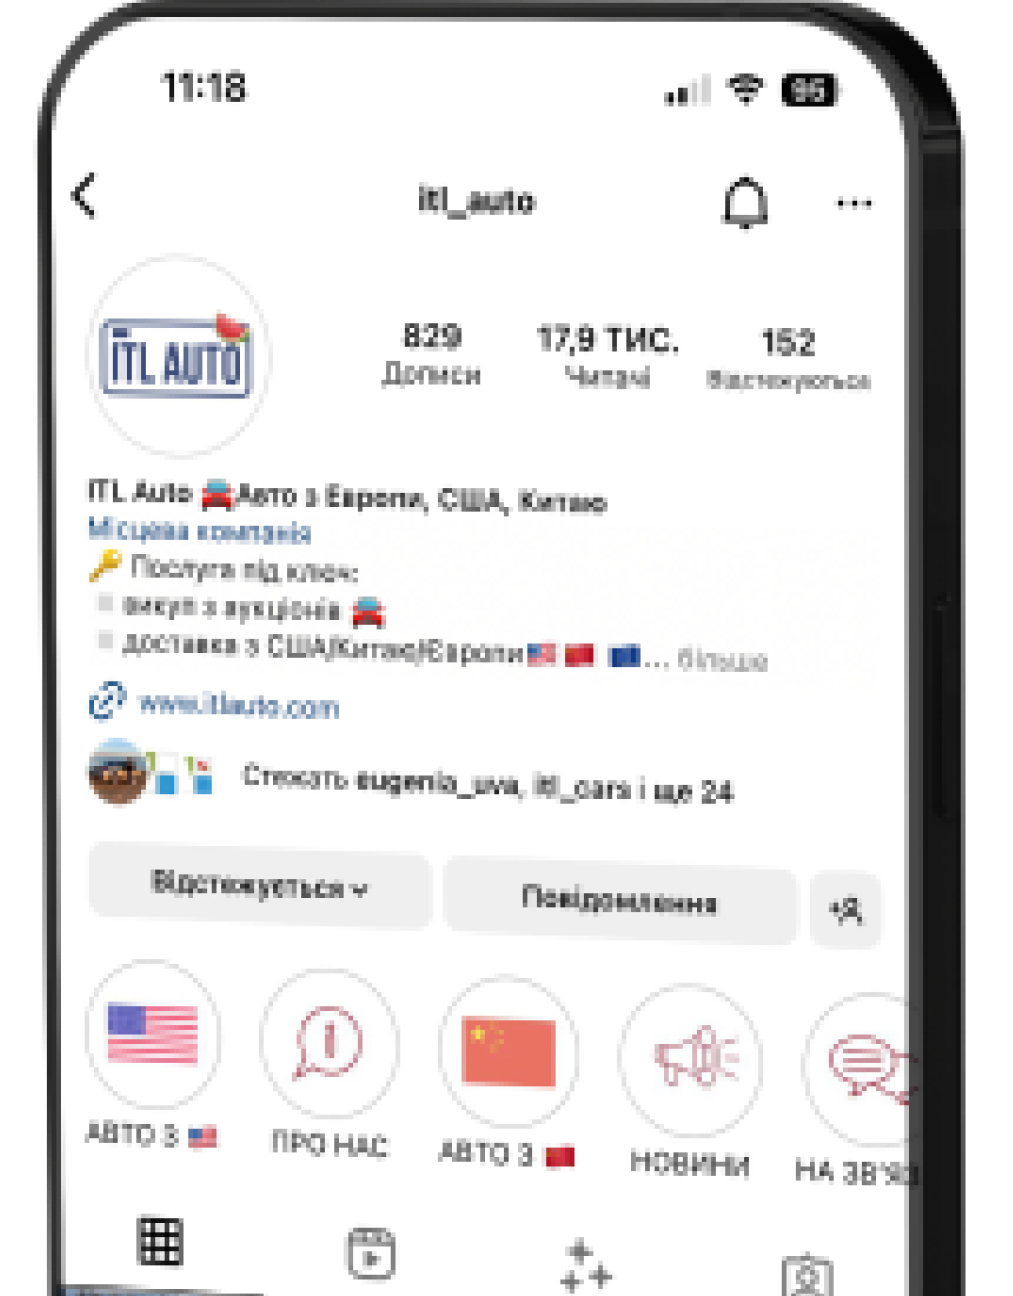 11:18
95
itl_auto
ITL AUTO
829
Дописи
17,9 ТИС.
Читачі
152
Відстежуються
ITL Auto 🚘Авто з Європи, США, Китаю
Місцева компанія
🔑 Послуга під ключ:
▫️викуп з аукціонів 🚘
▫️доставка з США/Китаю/Європи🇺🇸 🇨🇳 🇪🇺... більше
www.itlauto.com
Стежать eugenia_uva, itl_cars і ще 24
Відстежується
Повідомлення
АВТО З 🇺🇸
ПРО НАС
АВТО З 🇨🇳
НОВИНИ
НА ЗВ'ЯЗ